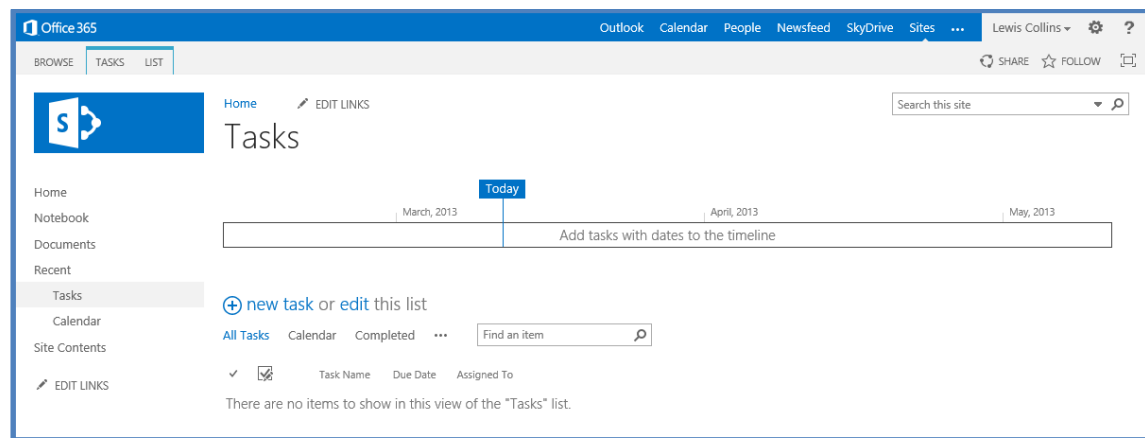 Office 365 Outlook Calendar People Newsfeed SkyDrive Sites ••• Lewis Collins ?
BROWSE TASKS LIST SHARE FOLLOW
S
Home EDIT LINKS Search this site
Tasks
Today
March, 2013 April, 2013 May, 2013
Add tasks with dates to the timeline
Home
Notebook
Documents
Recent
Tasks
Calendar
Site Contents
EDIT LINKS
new task or edit this list
All Tasks Calendar Completed ••• Find an item
Task Name Due Date Assigned To
There are no items to show in this view of the "Tasks" list.